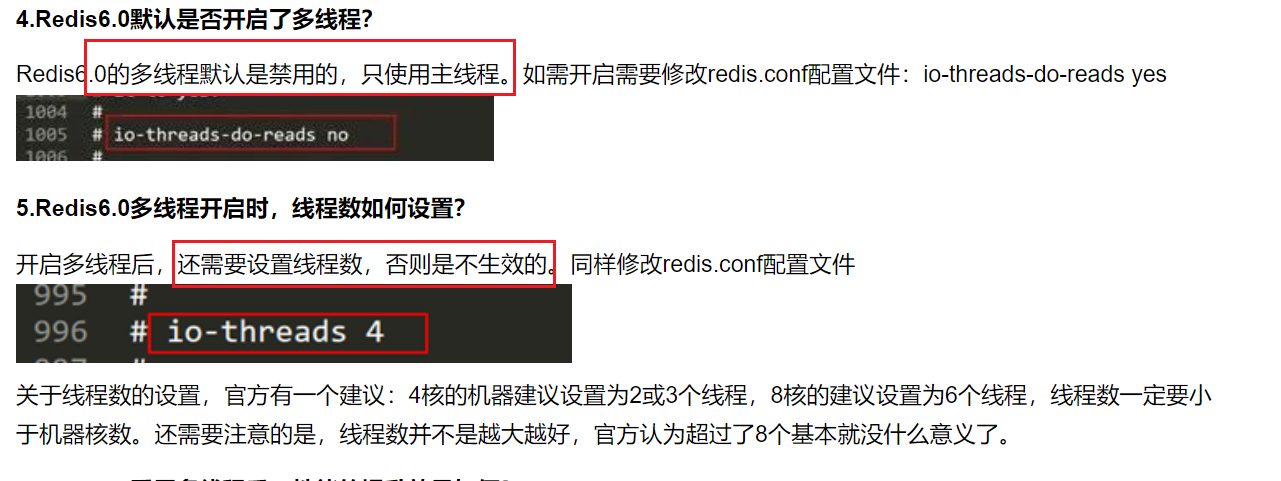 4.Redis6.0默认是否开启了多线程？
Redis6.0的多线程默认是禁用的，只使用主线程。如需开启需要修改redis.conf配置文件：io-threads-do-reads yes
1004 #
1005 # io-threads-do-reads no
1006 #
5.Redis6.0多线程开启时，线程数如何设置？
开启多线程后，还需要设置线程数，否则是不生效的。同样修改redis.conf配置文件
995 #
996 # io-threads 4
关于线程数的设置，官方有一个建议：4核的机器建议设置为2或3个线程，8核的建议设置为6个线程，线程数一定要小
于机器核数。还需要注意的是，线程数并不是越大越好，官方认为超过了8个基本就没什么意义了。